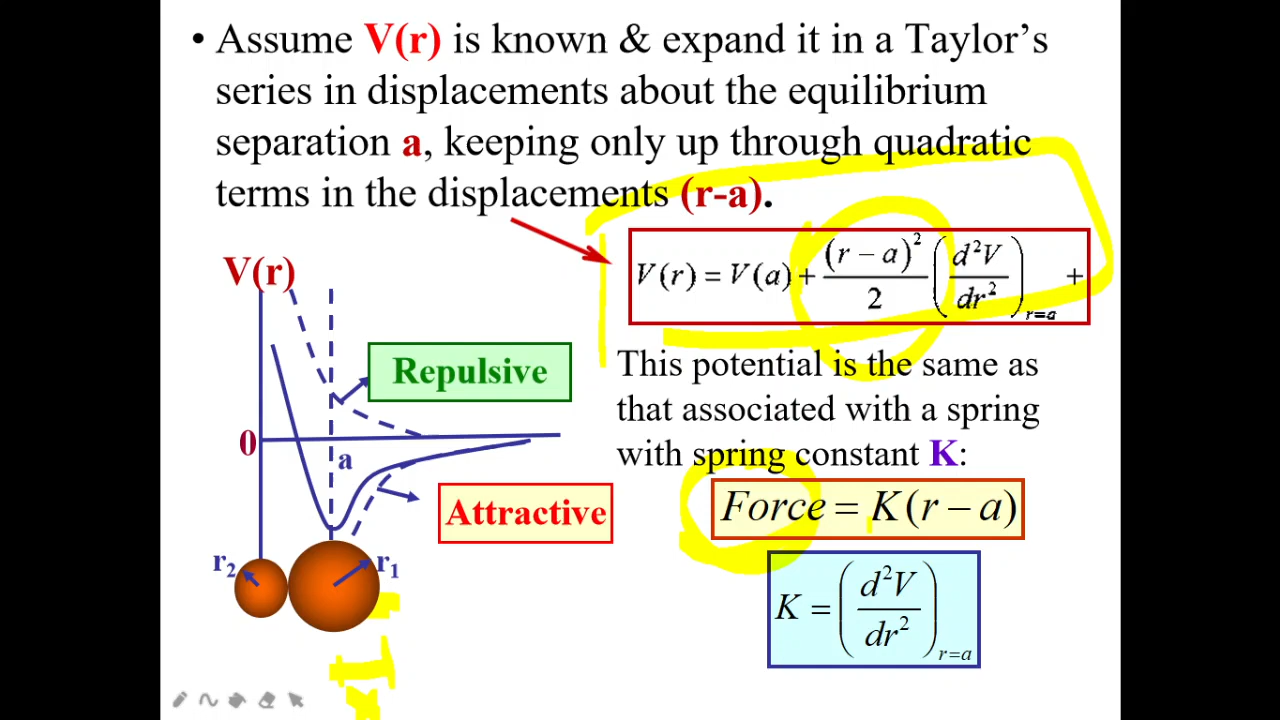 • Assume V(r) is known & expand it in a Taylor's
series in displacements about the equilibrium
separation a, keeping only up through quadratic
terms in the displacements (r-a).
V(r) = V(a) + (r − a)²/2 (d²V/dr²)r=a +
V(r)
Repulsive
This potential is the same as
that associated with a spring
with spring constant K:
0
a
Attractive
Force = K(r − a)
r₂
r₁
K = (d²V/dr²)r=a